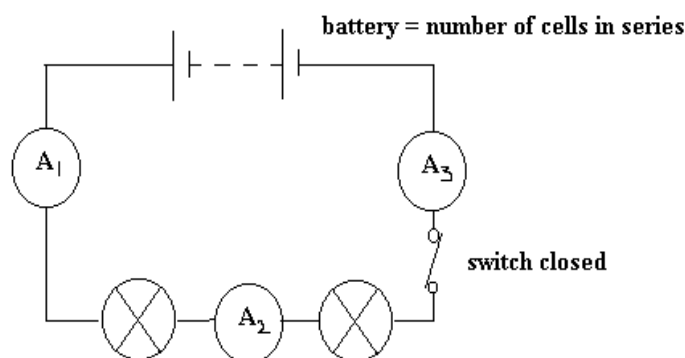 battery = number of cells in series
A1
A3
switch closed
A2